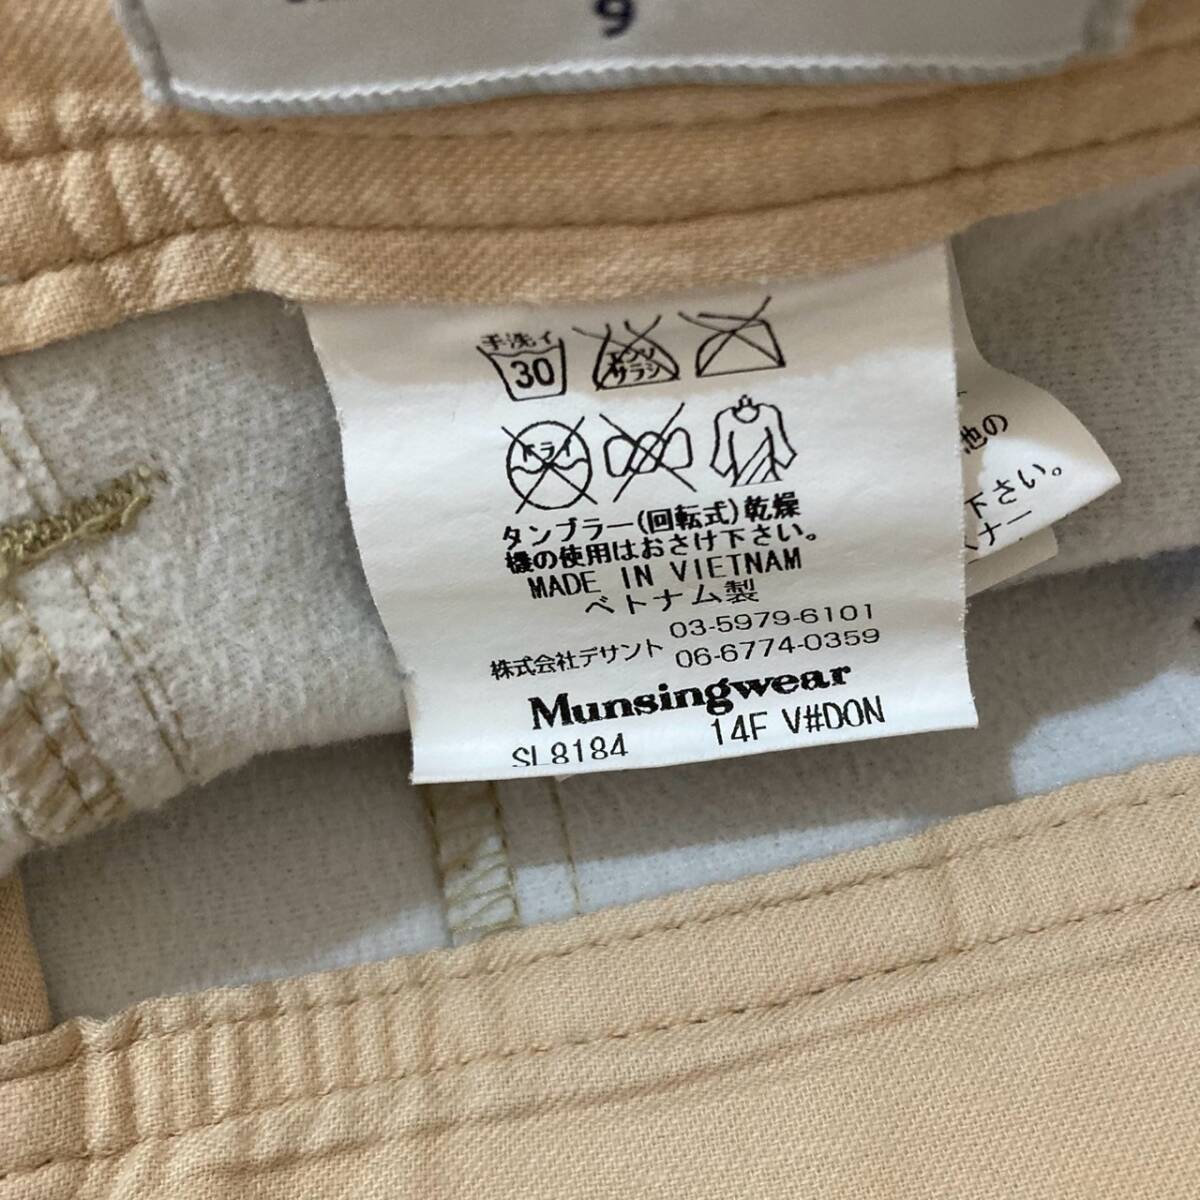 9
手洗イ
30
エンソ
サラシ
ドライ
タンブラー(回転式)乾燥
機の使用はおさけ下さい。
MADE IN VIETNAM
ベトナム製
03-5979-6101
株式会社デサント 06-6774-0359
Munsingwear
SL8184 14F V#DON
他の
下さい。